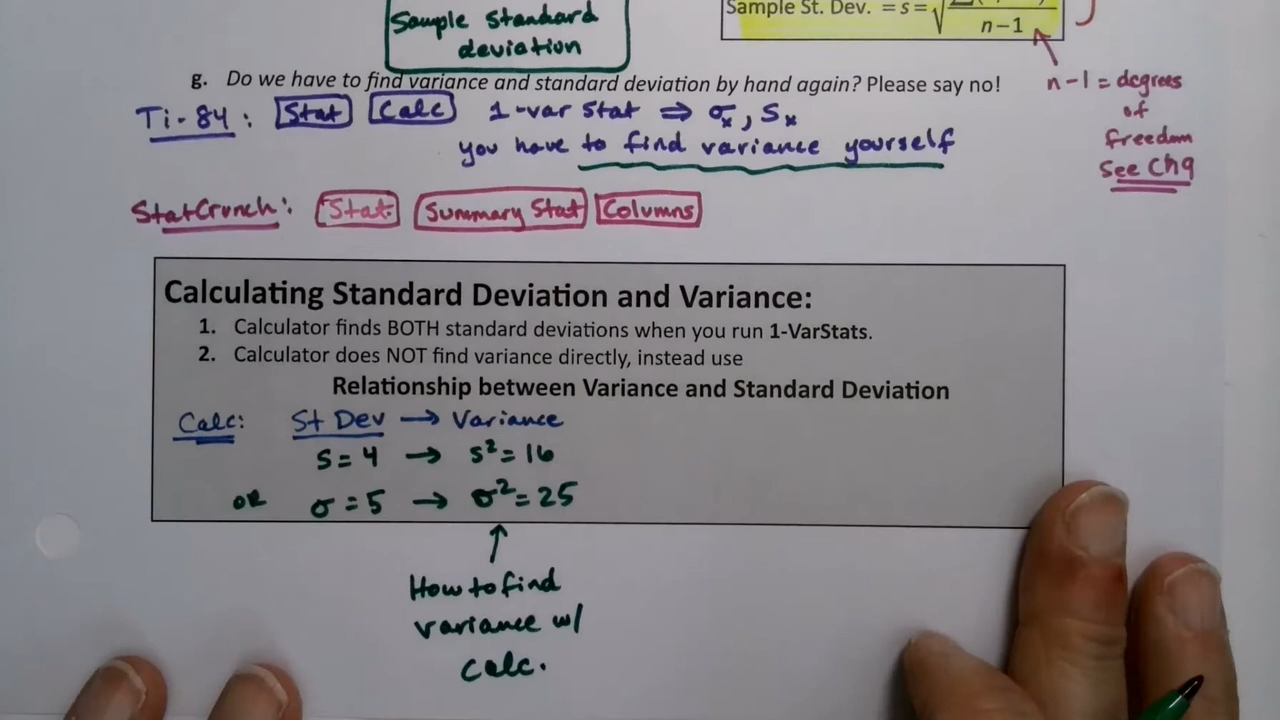 Sample standard
deviation
Sample St. Dev. = s =
n−1
n-1 = degrees
of
freedom
See Ch9
g. Do we have to find variance and standard deviation by hand again? Please say no!
Ti-84: Stat Calc 1-var Stat ⇒ σx, Sx
you have to find variance yourself
StatCrunch: Stat Summary Stat Columns
Calculating Standard Deviation and Variance:
1. Calculator finds BOTH standard deviations when you run 1-VarStats.
2. Calculator does NOT find variance directly, instead use
Relationship between Variance and Standard Deviation
Calc: St Dev → Variance
s = 4 → s² = 16
OR σ = 5 → σ² = 25
↑
How to find
variance w/
calc.